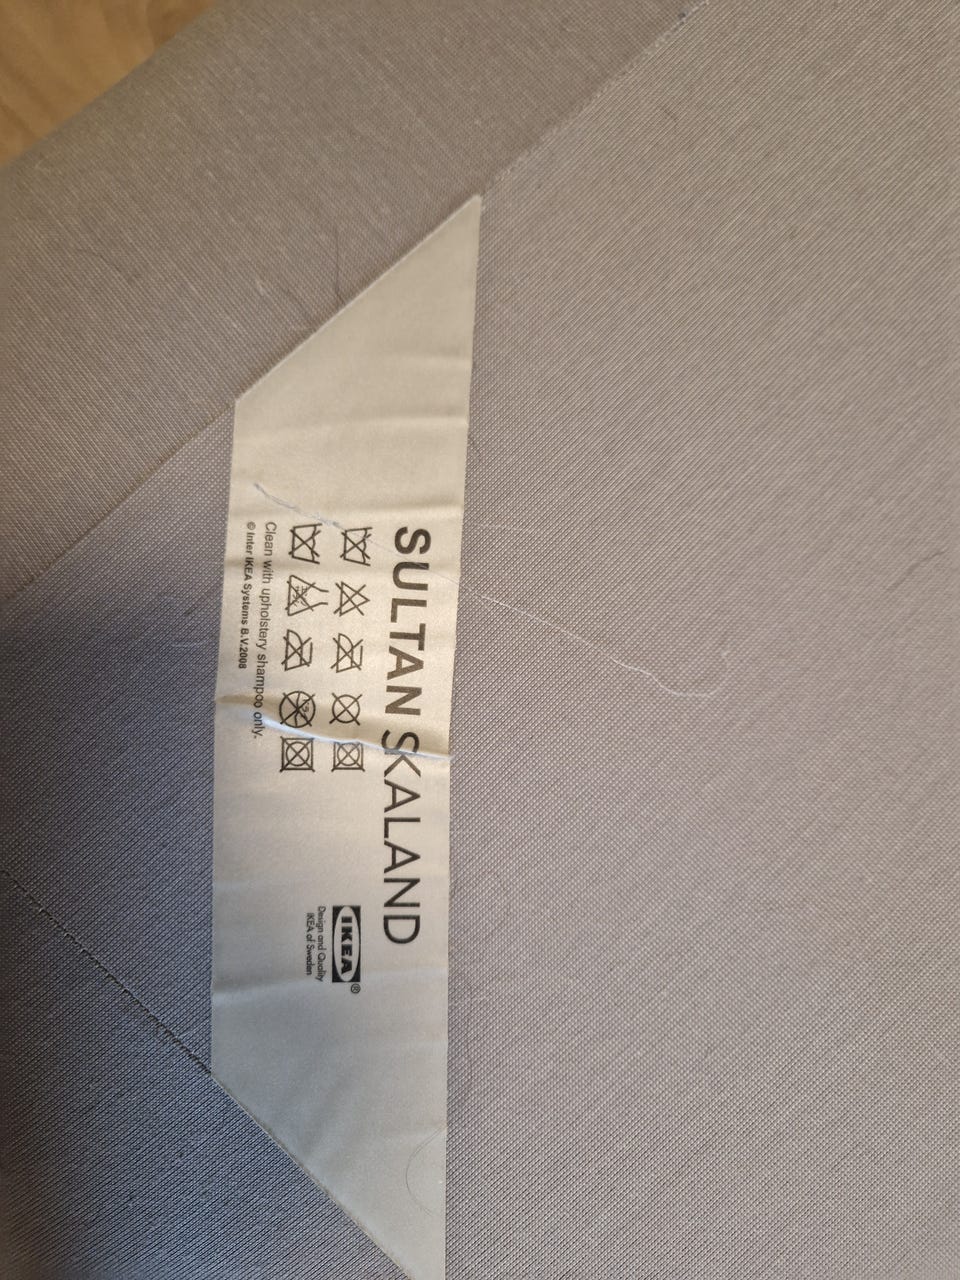 SULTAN SKALAND
Clean with upholstery shampoo only.
© Inter IKEA Systems B.V.2008
IKEA®
Design and Quality
IKEA of Sweden